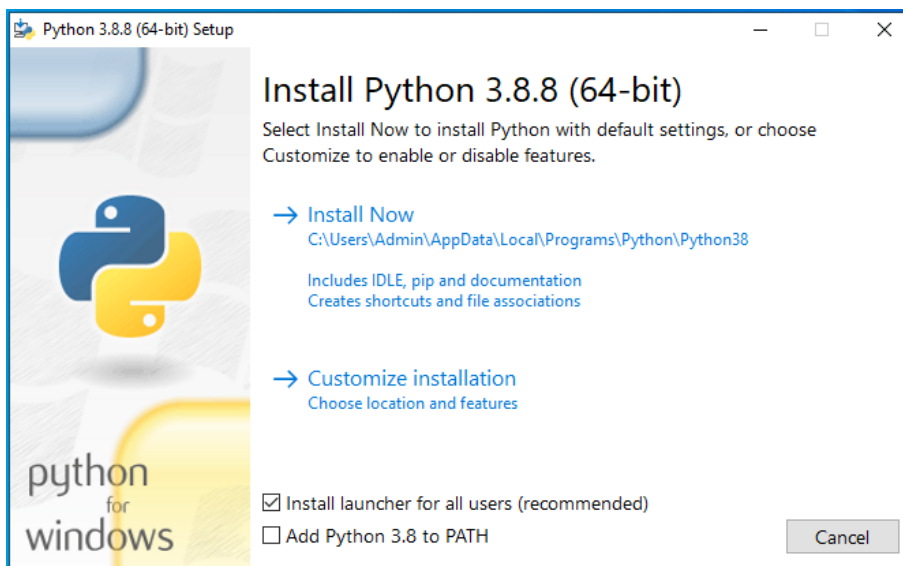 Python 3.8.8 (64-bit) Setup
Install Python 3.8.8 (64-bit)
Select Install Now to install Python with default settings, or choose
Customize to enable or disable features.
Install Now
C:\Users\Admin\AppData\Local\Programs\Python\Python38
Includes IDLE, pip and documentation
Creates shortcuts and file associations
Customize installation
Choose location and features
python
for
windows
Install launcher for all users (recommended)
Add Python 3.8 to PATH
Cancel